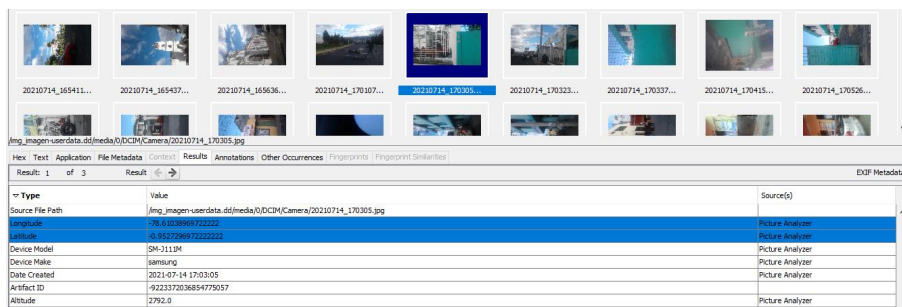 20210714_165411... 20210714_165437... 20210714_165636... 20210714_170107... 20210714_170305... 20210714_170323... 20210714_170337... 20210714_170415... 20210714_170526...
/img_imagen-userdata.dd/media/0/DCIM/Camera/20210714_170305.jpg
Hex Text Application File Metadata Context Results Annotations Other Occurrences Fingerprints Fingerprint Similarities
Result: 1 of 3 Result EXIF Metadata
Type Value Source(s)
Source File Path /img_imagen-userdata.dd/media/0/DCIM/Camera/20210714_170305.jpg
Longitude -78.61038969722222 Picture Analyzer
Latitude -0.9527296972222222 Picture Analyzer
Device Model SM-J111M Picture Analyzer
Device Make samsung Picture Analyzer
Date Created 2021-07-14 17:03:05 Picture Analyzer
Artifact ID -9223372036854775057
Altitude 2792.0 Picture Analyzer